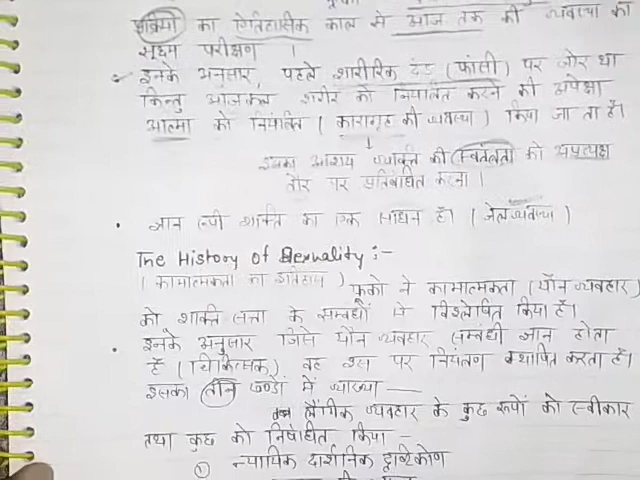 का ऐतिहासिक काल से आज तक की व्यवस्था का
सूक्ष्म परीक्षण ।
इनके अनुसार, पहले शारीरिक दंड (फांसी) पर जोर था
किन्तु आजकल शरीर को नियंत्रित करने की अपेक्षा
आत्मा को नियंत्रित ( कारागृह की व्यवस्था ) किया जाता है।
↓
इसका आशय व्यक्ति की स्वतंत्रता को अप्रत्यक्ष
तौर पर प्रतिबंधित करना ।
• ज्ञान रूपी शक्ति का एक साधन है। ( जेल व्यवस्था )
The History of Sexuality :-
( कामात्मकता का इतिहास ) फूको ने कामात्मकता (यौन व्यवहार)
को शक्ति सत्ता के सम्बंधों में विश्लेषित किया है।
• इनके अनुसार जिसे यौन व्यवहार सम्बंधी ज्ञान होता
है ( चिकित्सक ) वह उस पर नियंत्रण स्थापित करता है।
इसका तीन खण्डों में व्याख्या —
लैंगिक व्यवहार के कुछ रूपों को स्वीकार
तथा कुछ को निषेधित किया -
① न्यायिक दार्शनिक दृष्टिकोण